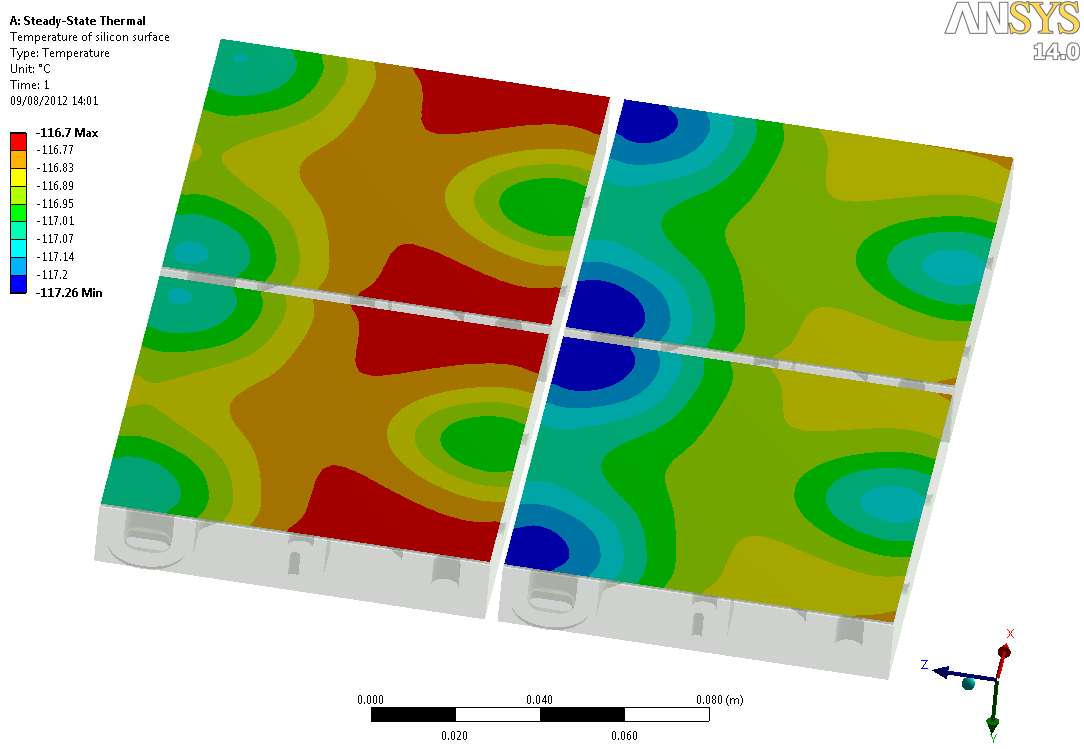 A: Steady-State Thermal
Temperature of silicon surface
Type: Temperature
Unit: °C
Time: 1
09/08/2012 14:01
-116.7 Max
-116.77
-116.83
-116.89
-116.95
-117.01
-117.07
-117.14
-117.2
-117.26 Min
ANSYS
14.0
X
Z
Y
0.000 0.040 0.080 (m)
0.020 0.060